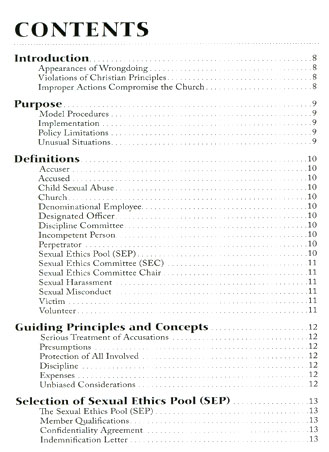 CONTENTS
Introduction 8
Appearances of Wrongdoing 8
Violations of Christian Principles 8
Improper Actions Compromise the Church 8
Purpose 9
Model Procedures 9
Implementation 9
Policy Limitations 9
Unusual Situations 9
Definitions 10
Accuser 10
Accused 10
Child Sexual Abuse 10
Church 10
Denominational Employee 10
Designated Officer 10
Discipline Committee 10
Incompetent Person 10
Perpetrator 10
Sexual Ethics Pool (SEP) 10
Sexual Ethics Committee (SEC) 11
Sexual Ethics Committee Chair 11
Sexual Harassment 11
Sexual Misconduct 11
Victim 11
Volunteer 11
Guiding Principles and Concepts 12
Serious Treatment of Accusations 12
Presumptions 12
Protection of All Involved 12
Discipline 12
Expenses 12
Unbiased Considerations 12
Selection of Sexual Ethics Pool (SEP) 13
The Sexual Ethics Pool (SEP) 13
Member Qualifications 13
Confidentiality Agreement 13
Indemnification Letter 13